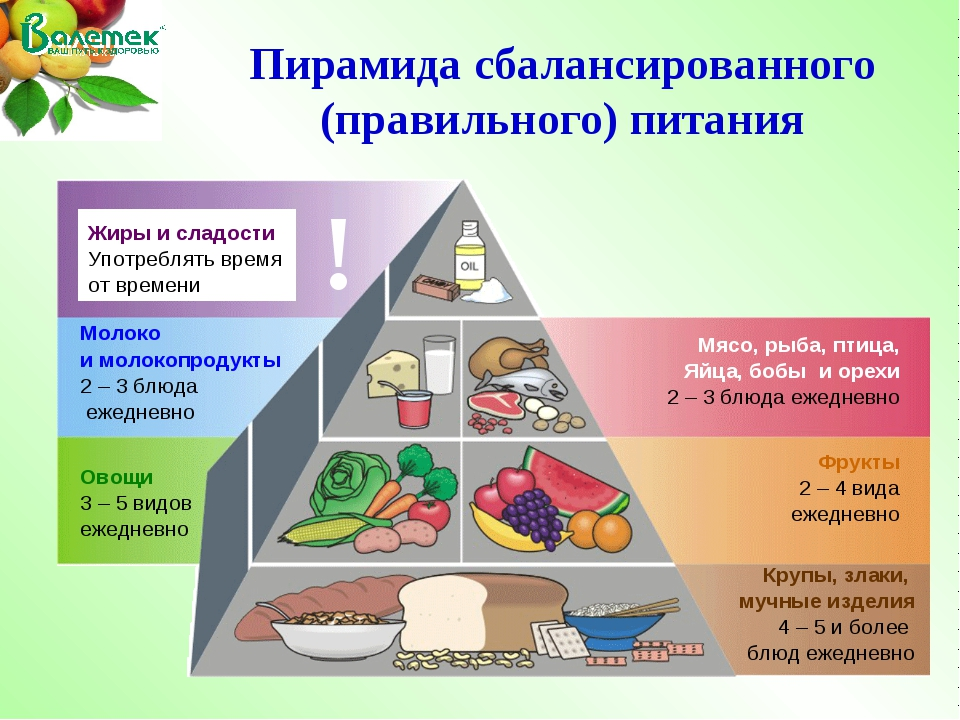 Валетек
ВАШ ПУТЬ К ЗДОРОВЬЮ
Пирамида сбалансированного
(правильного) питания
Жиры и сладости
Употреблять время
от времени
!
OIL
Молоко
и молокопродукты
2 – 3 блюда
ежедневно
Мясо, рыба, птица,
Яйца, бобы и орехи
2 – 3 блюда ежедневно
Овощи
3 – 5 видов
ежедневно
Фрукты
2 – 4 вида
ежедневно
Крупы, злаки,
мучные изделия
4 – 5 и более
блюд ежедневно